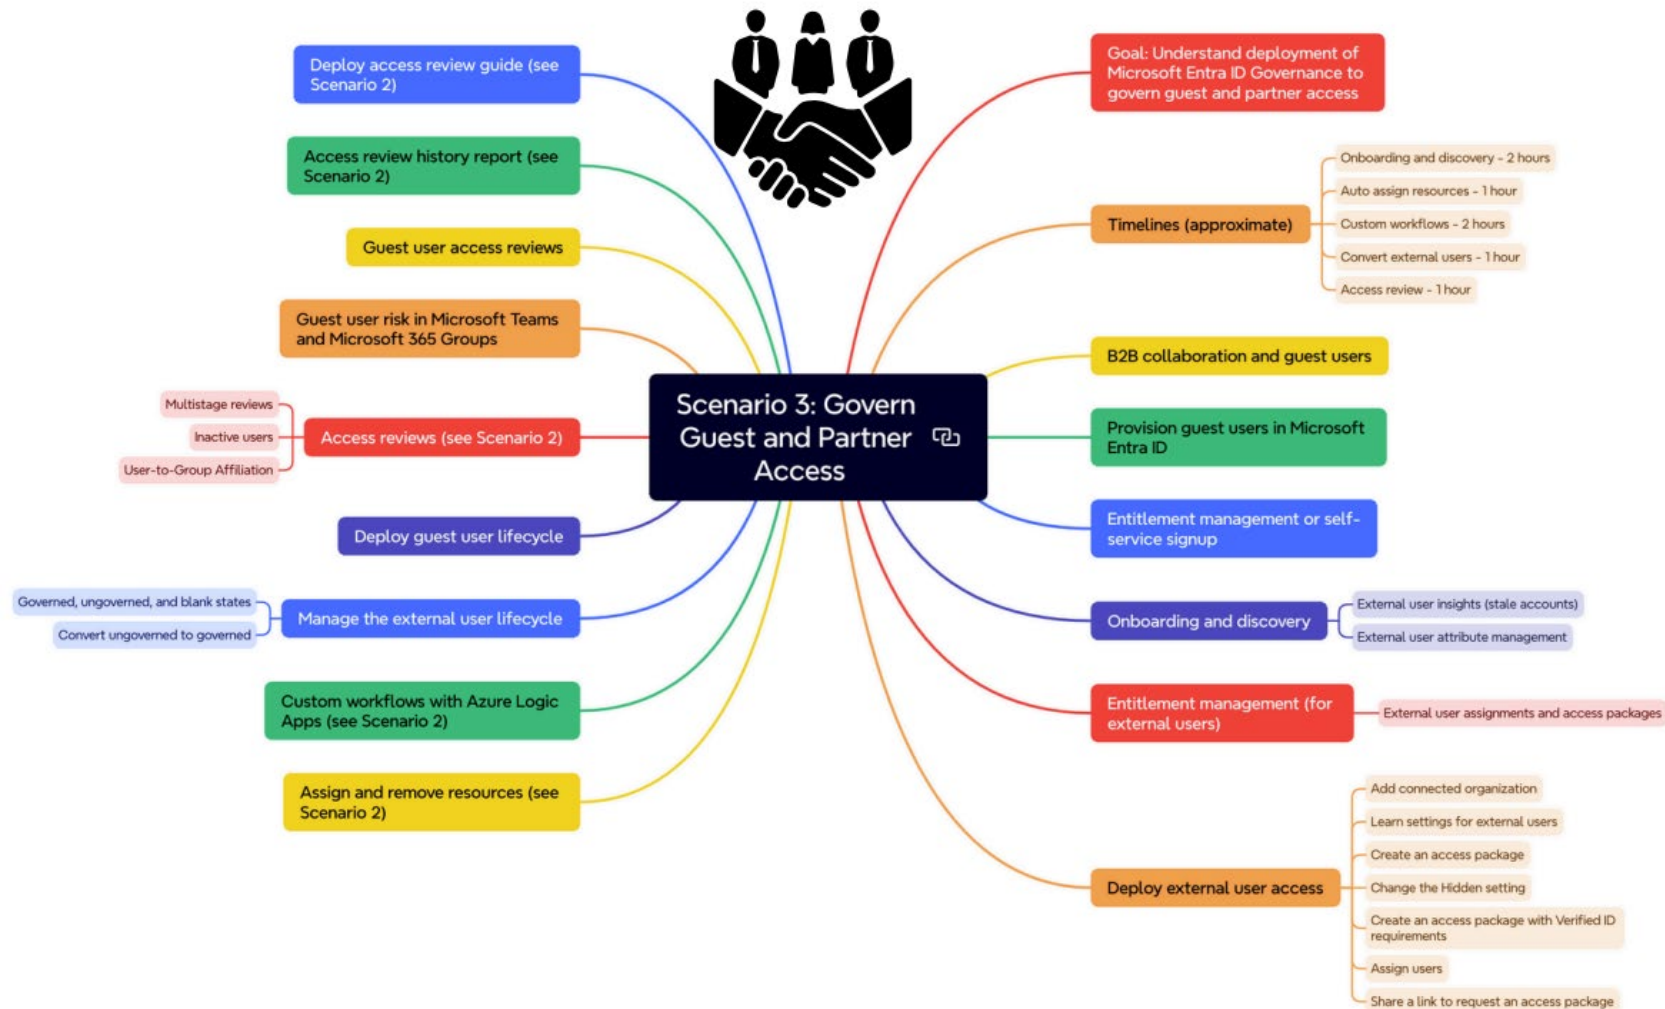 Scenario 3: Govern
Guest and Partner
Access
Goal: Understand deployment of
Microsoft Entra ID Governance to
govern guest and partner access
Timelines (approximate)
Onboarding and discovery - 2 hours
Auto assign resources - 1 hour
Custom workflows - 2 hours
Convert external users - 1 hour
Access review - 1 hour
B2B collaboration and guest users
Provision guest users in Microsoft
Entra ID
Entitlement management or self-
service signup
Onboarding and discovery
External user insights (stale accounts)
External user attribute management
Entitlement management (for
external users)
External user assignments and access packages
Deploy external user access
Add connected organization
Learn settings for external users
Create an access package
Change the Hidden setting
Create an access package with Verified ID
requirements
Assign users
Share a link to request an access package
Deploy access review guide (see
Scenario 2)
Access review history report (see
Scenario 2)
Guest user access reviews
Guest user risk in Microsoft Teams
and Microsoft 365 Groups
Access reviews (see Scenario 2)
Multistage reviews
Inactive users
User-to-Group Affiliation
Deploy guest user lifecycle
Manage the external user lifecycle
Governed, ungoverned, and blank states
Convert ungoverned to governed
Custom workflows with Azure Logic
Apps (see Scenario 2)
Assign and remove resources (see
Scenario 2)